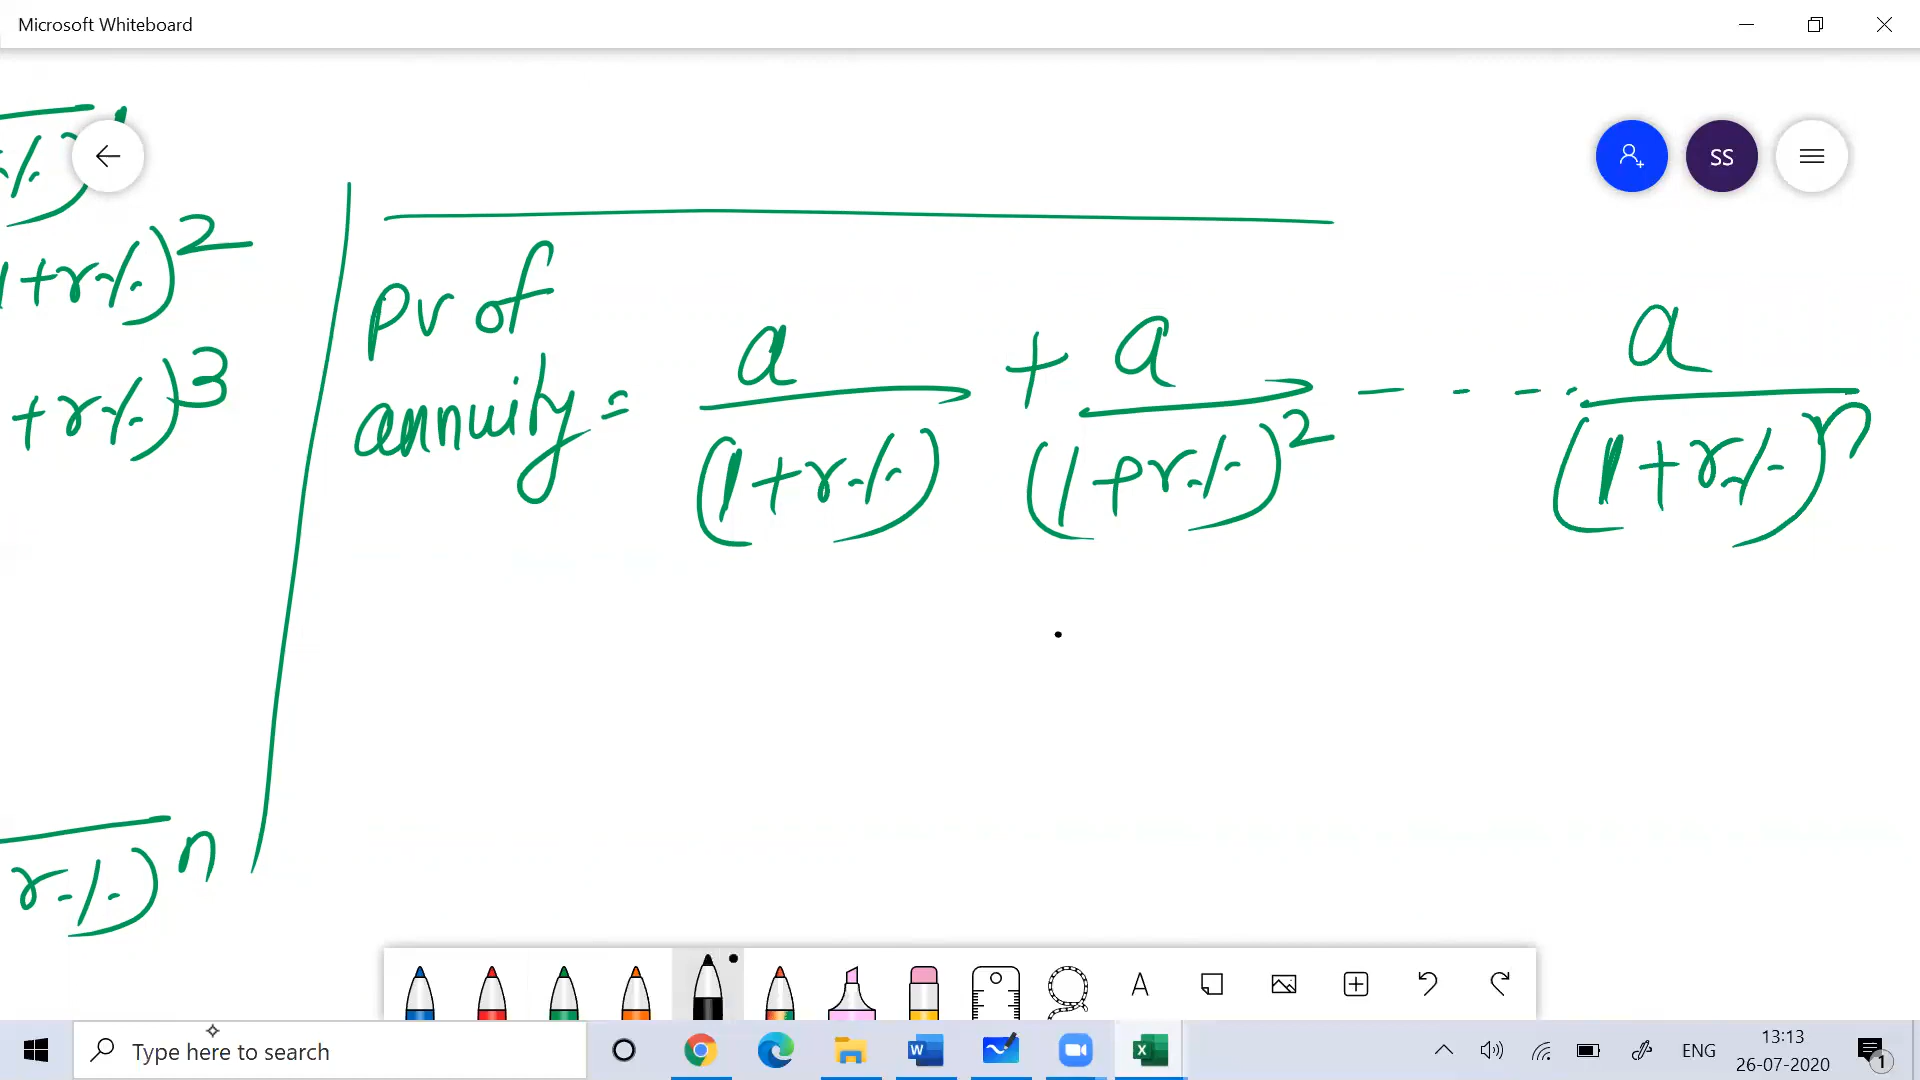 Microsoft Whiteboard
SS
+r%)²
+r%)³
r%)ⁿ
pv of
annuity = a/(1+r%) + a/(1+r%)² - - - - a/(1+r%)ⁿ
A
Type here to search
ENG
13:13
26-07-2020
1